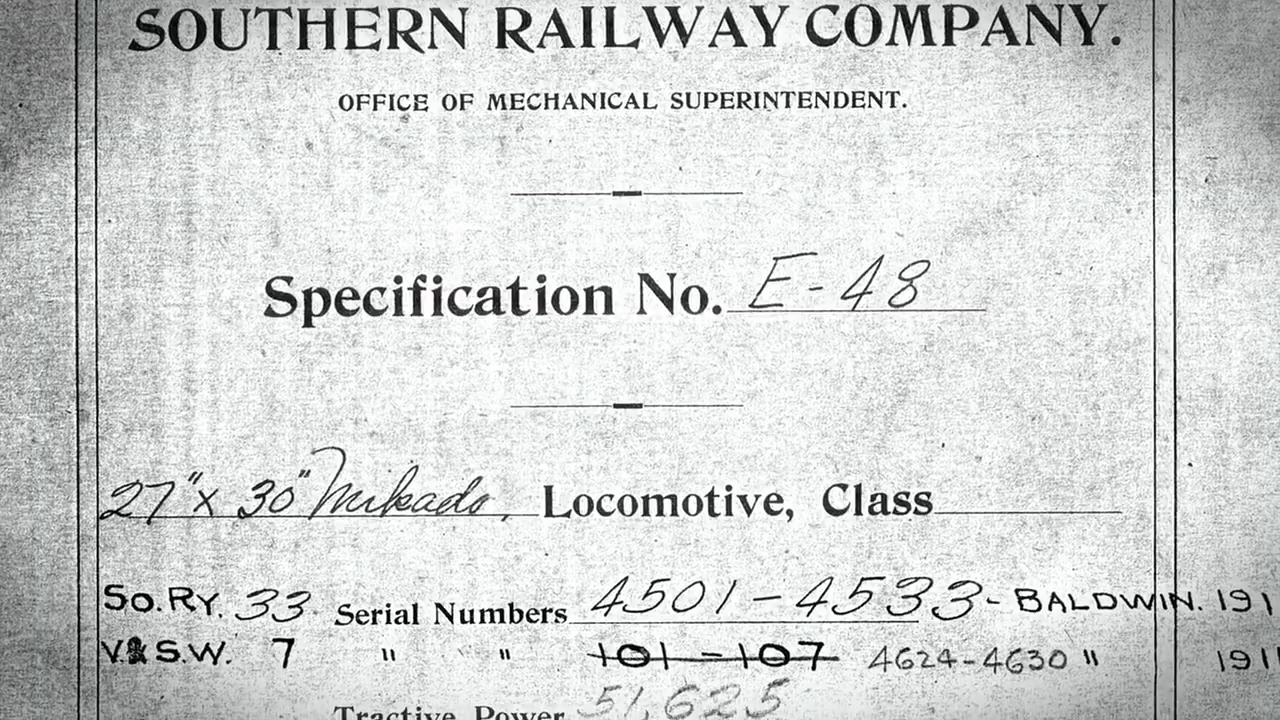 SOUTHERN RAILWAY COMPANY.
OFFICE OF MECHANICAL SUPERINTENDENT.
Specification No. E-48
27" x 30" Mikado, Locomotive, Class
So. Ry. 33 Serial Numbers 4501-4533- BALDWIN. 191
V.& S.W. 7 " " " 101-107 4624-4630 " 191
Tractive Power 51,625